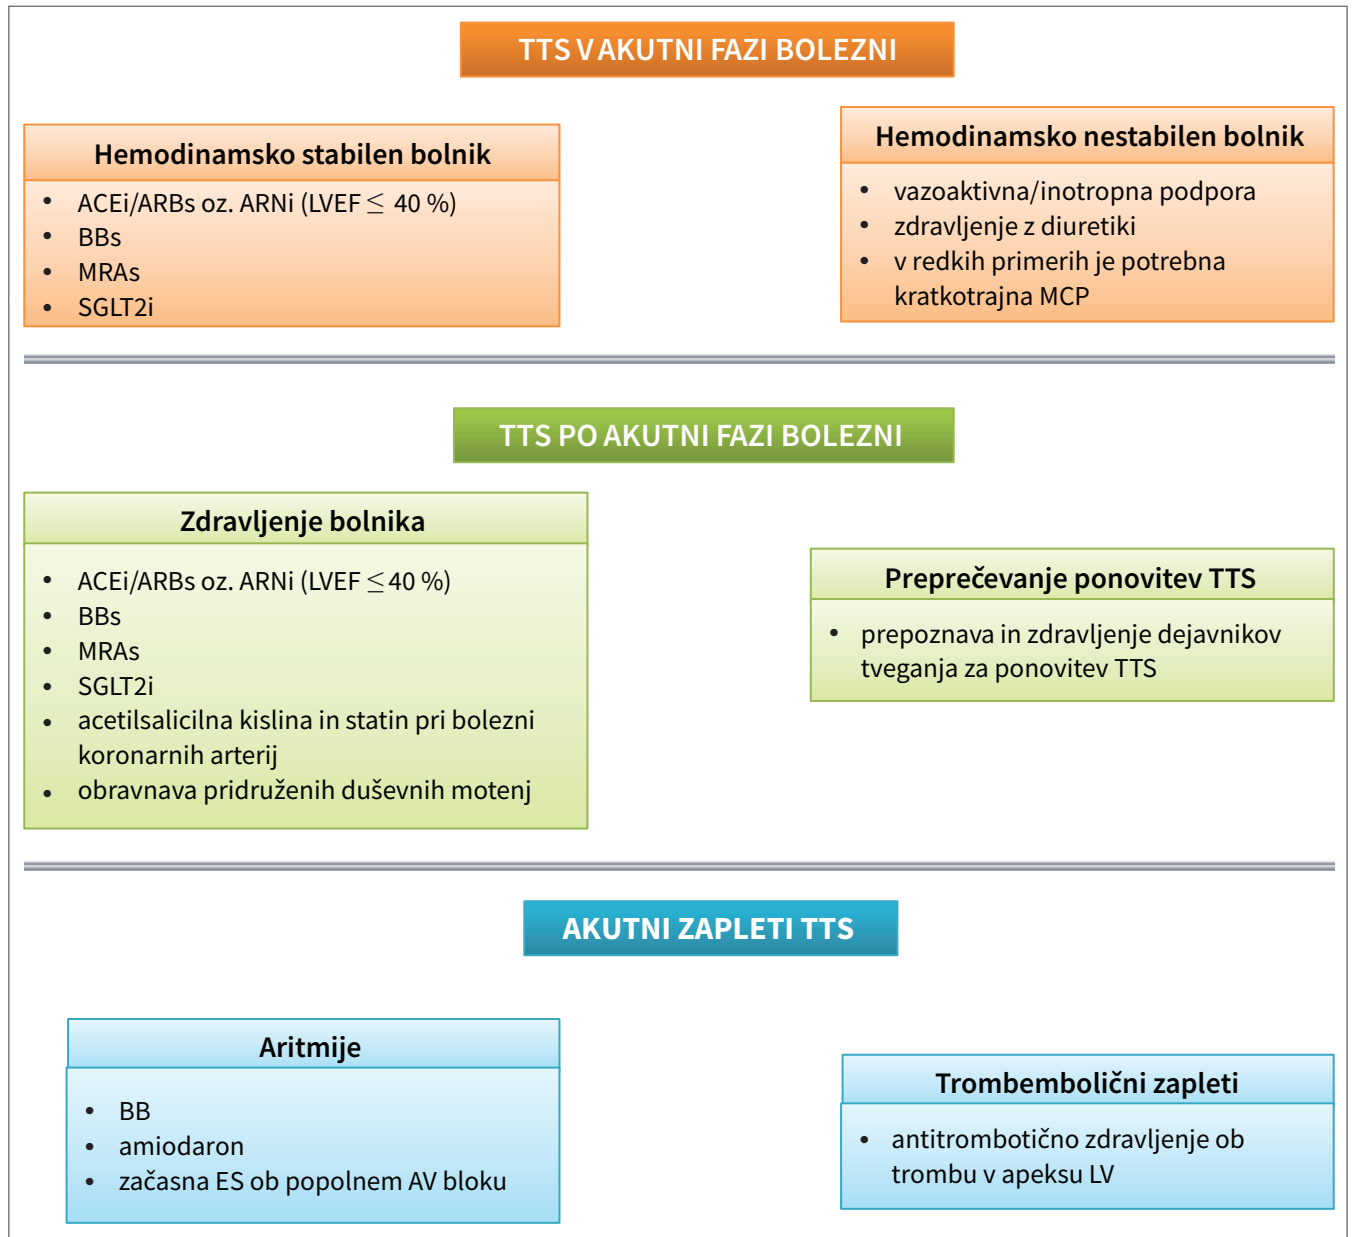 TTS V AKUTNI FAZI BOLEZNI
Hemodinamsko stabilen bolnik
• ACEi/ARBs oz. ARNi (LVEF ≤ 40 %)
• BBs
• MRAs
• SGLT2i
Hemodinamsko nestabilen bolnik
• vazoaktivna/inotropna podpora
• zdravljenje z diuretiki
• v redkih primerih je potrebna
kratkotrajna MCP
TTS PO AKUTNI FAZI BOLEZNI
Zdravljenje bolnika
• ACEi/ARBs oz. ARNi (LVEF ≤ 40 %)
• BBs
• MRAs
• SGLT2i
• acetilsalicilna kislina in statin pri bolezni
koronarnih arterij
• obravnava pridruženih duševnih motenj
Preprečevanje ponovitev TTS
• prepoznava in zdravljenje dejavnikov
tveganja za ponovitev TTS
AKUTNI ZAPLETI TTS
Aritmije
• BB
• amiodaron
• začasna ES ob popolnem AV bloku
Trombembolični zapleti
• antitrombotično zdravljenje ob
trombu v apeksu LV